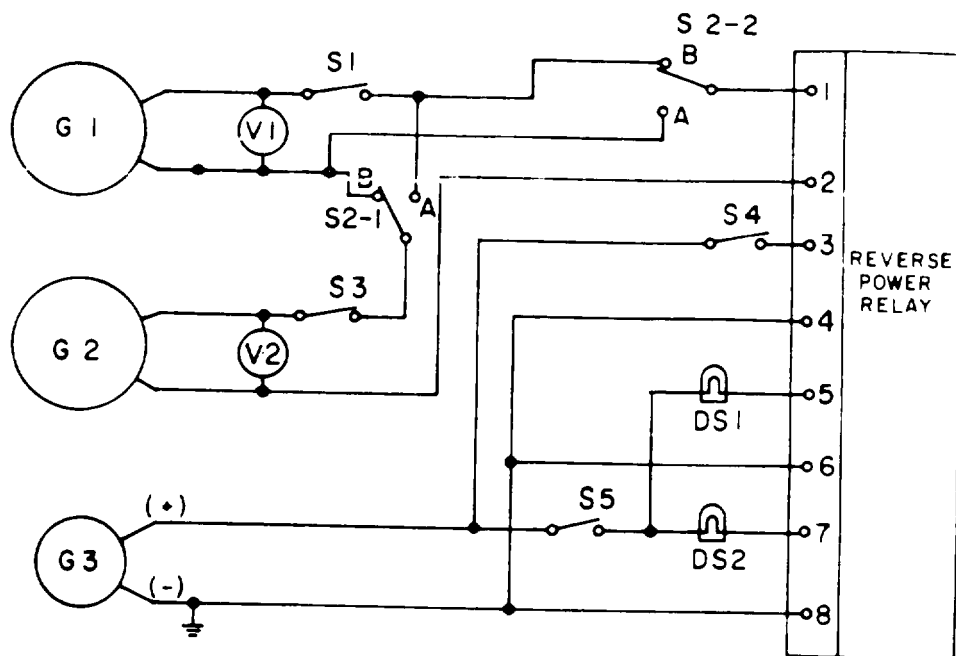 S 2-2
S1
B
G 1
V1
1
A
B
S2-1
A
2
S4
3
REVERSE
POWER
RELAY
S3
4
G 2
V2
5
DS1
6
S5
(+)
7
G3
DS2
(-)
8